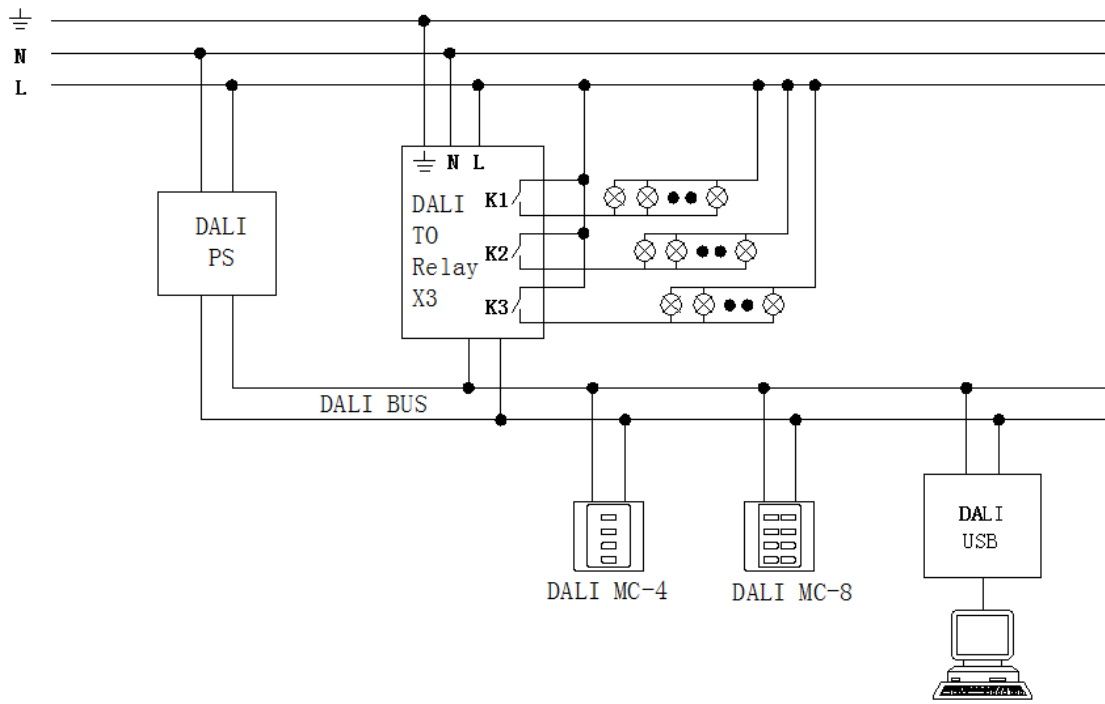 N
L
N L
DALI
PS
DALI
TO
Relay
X3
K1
K2
K3
DALI BUS
DALI MC-4
DALI MC-8
DALI
USB